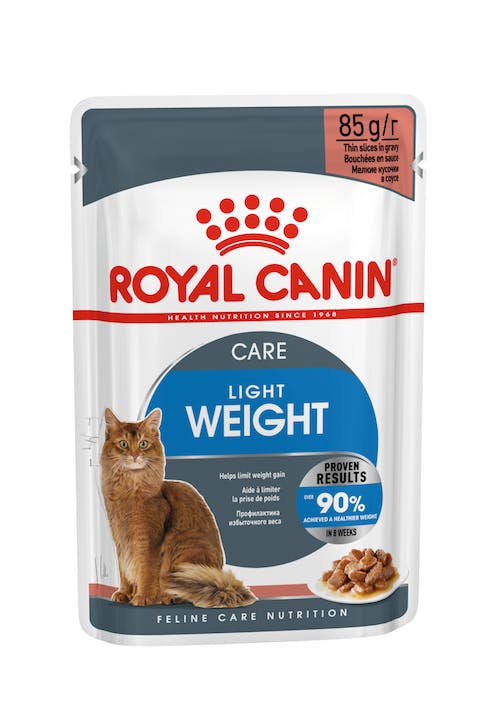 85 g/г
Thin slices in gravy
Bouchées en sauce
Мелкие кусочки
в соусе
ROYAL CANIN®
HEALTH NUTRITION SINCE 1968
CARE
LIGHT
WEIGHT
Helps limit weight gain
Aide à limiter
la prise de poids
Профилактика
избыточного веса
PROVEN
RESULTS
OVER
90%
ACHIEVED A HEALTHIER WEIGHT
IN 8 WEEKS
FELINE CARE NUTRITION